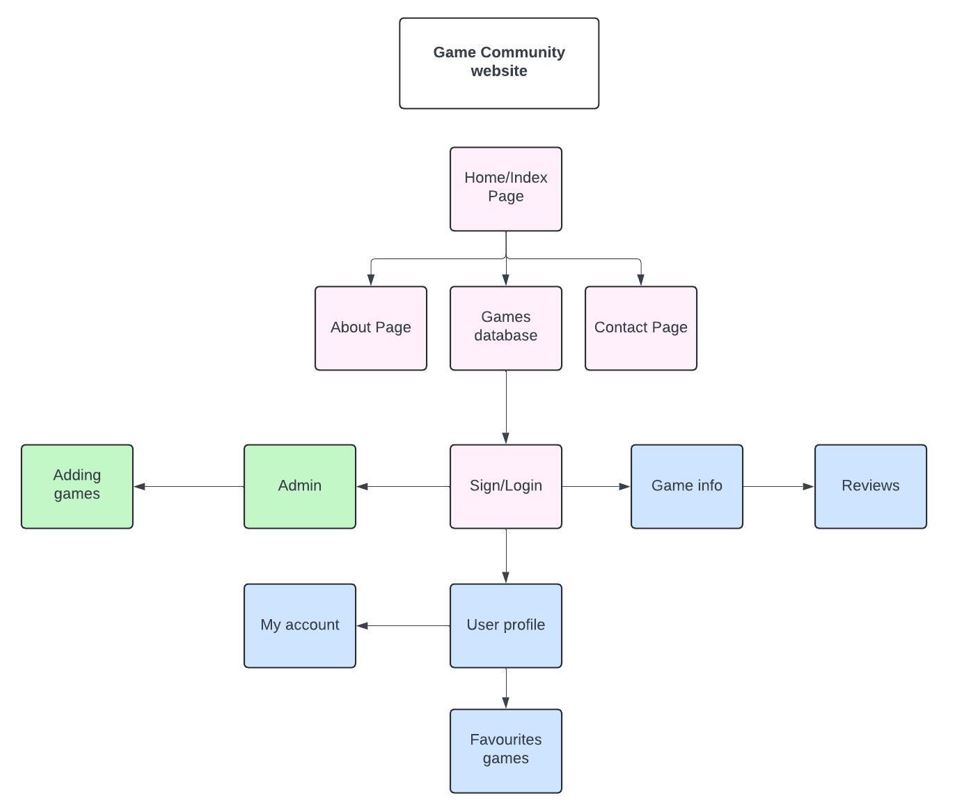 Game Community
website
Home/Index
Page
About Page
Games
database
Contact Page
Adding
games
Admin
Sign/Login
Game info
Reviews
My account
User profile
Favourites
games